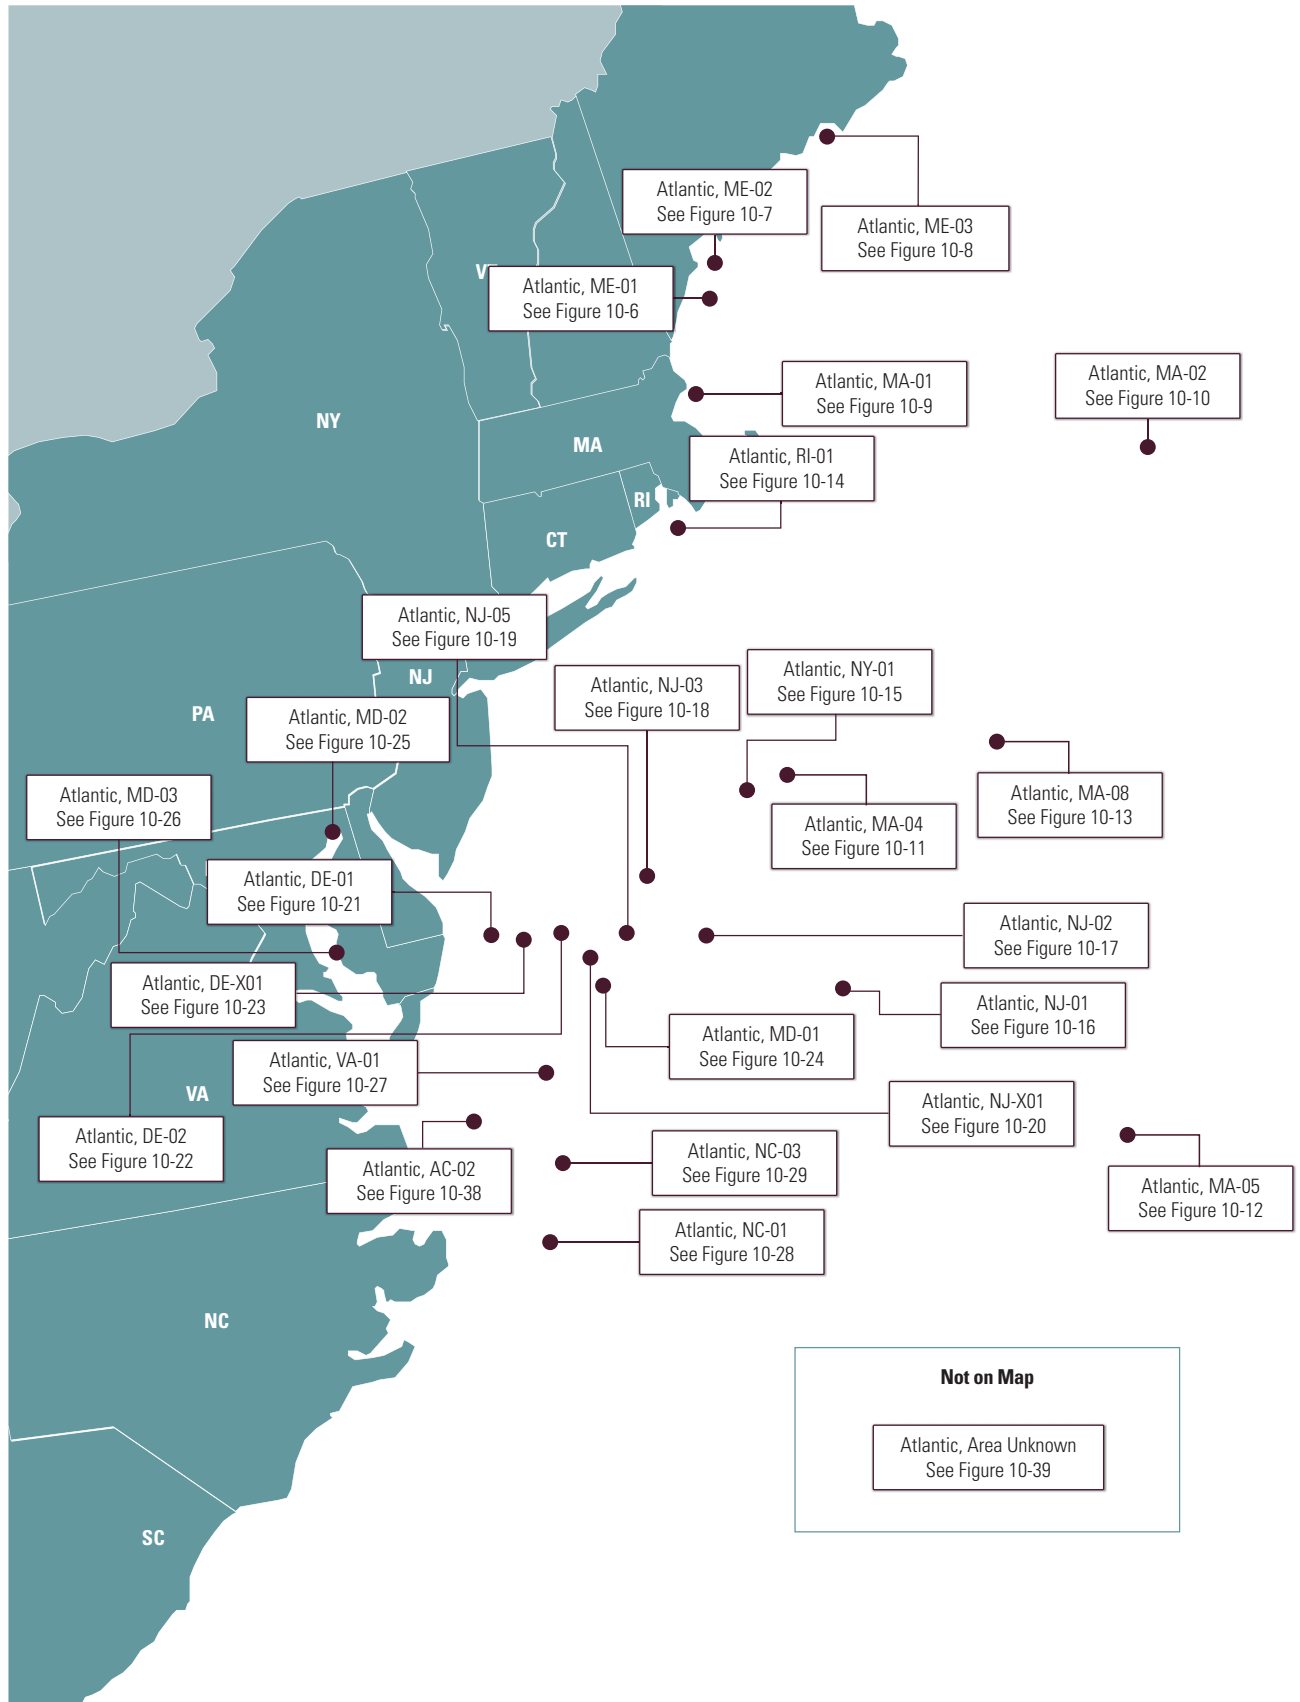 Atlantic, ME-02
See Figure 10-7
Atlantic, ME-03
See Figure 10-8
Atlantic, ME-01
See Figure 10-6
Atlantic, MA-01
See Figure 10-9
Atlantic, MA-02
See Figure 10-10
NY
MA
Atlantic, RI-01
See Figure 10-14
RI
CT
Atlantic, NJ-05
See Figure 10-19
NJ
Atlantic, NJ-03
See Figure 10-18
Atlantic, NY-01
See Figure 10-15
PA
Atlantic, MD-02
See Figure 10-25
Atlantic, MD-03
See Figure 10-26
Atlantic, MA-04
See Figure 10-11
Atlantic, MA-08
See Figure 10-13
Atlantic, DE-01
See Figure 10-21
Atlantic, NJ-02
See Figure 10-17
Atlantic, DE-X01
See Figure 10-23
Atlantic, NJ-01
See Figure 10-16
Atlantic, MD-01
See Figure 10-24
Atlantic, VA-01
See Figure 10-27
VA
Atlantic, NJ-X01
See Figure 10-20
Atlantic, DE-02
See Figure 10-22
Atlantic, AC-02
See Figure 10-38
Atlantic, NC-03
See Figure 10-29
Atlantic, MA-05
See Figure 10-12
Atlantic, NC-01
See Figure 10-28
NC
Not on Map
Atlantic, Area Unknown
See Figure 10-39
SC